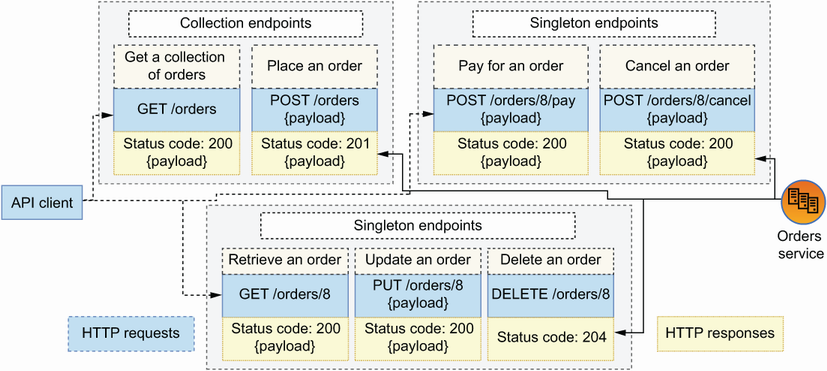 Collection endpoints
Get a collection
of orders
GET /orders
Status code: 200
{payload}
Place an order
POST /orders
{payload}
Status code: 201
{payload}
Singleton endpoints
Pay for an order
POST /orders/8/pay
{payload}
Status code: 200
{payload}
Cancel an order
POST /orders/8/cancel
{payload}
Status code: 200
{payload}
API client
Orders
service
Singleton endpoints
Retrieve an order
GET /orders/8
Status code: 200
{payload}
Update an order
PUT /orders/8
{payload}
Status code: 200
{payload}
Delete an order
DELETE /orders/8
Status code: 204
HTTP requests
HTTP responses